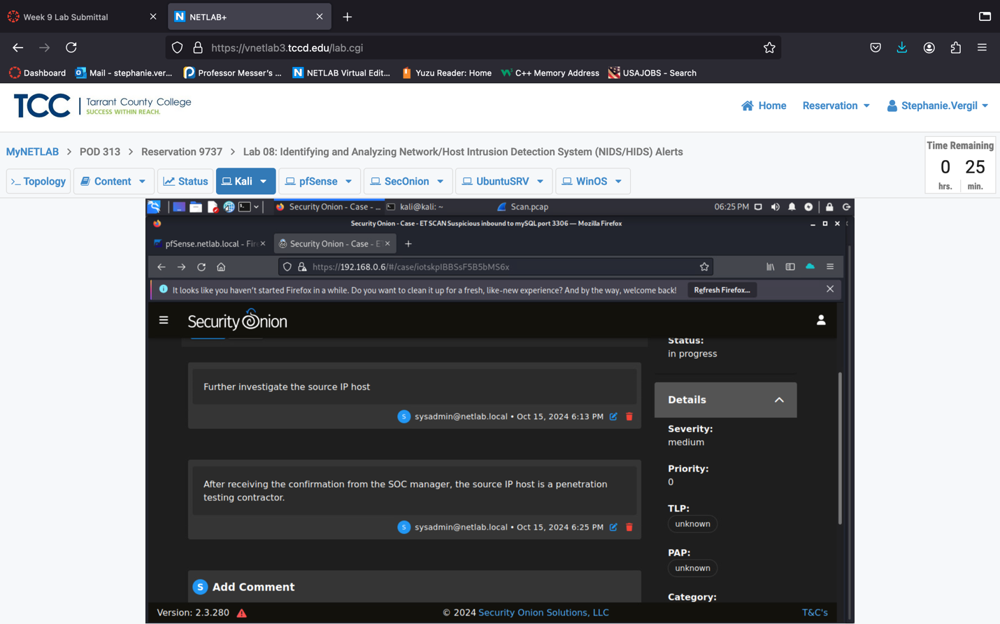 Week 9 Lab Submittal
NETLAB+
https://vnetlab3.tccd.edu/lab.cgi
Dashboard
Mail - stephanie.ver...
Professor Messer's ...
NETLAB Virtual Edit...
Yuzu Reader: Home
C++ Memory Address
USAJOBS - Search
TCC
Tarrant County College
SUCCESS WITHIN REACH.
Home
Reservation
Stephanie.Vergil
MyNETLAB > POD 313 > Reservation 9737 > Lab 08: Identifying and Analyzing Network/Host Intrusion Detection System (NIDS/HIDS) Alerts
Time Remaining
0 25
hrs. min.
Topology
Content
Status
Kali
pfSense
SecOnion
UbuntuSRV
WinOS
Security Onion - Case - ...
kali@kali: ~
Scan.pcap
06:25 PM
Security Onion - Case - ET SCAN Suspicious inbound to mySQL port 3306 — Mozilla Firefox
pfSense.netlab.local - Fire
Security Onion - Case - E
https://192.168.0.6/#/case/iotskpIBBSsF5B5bMS6x
It looks like you haven't started Firefox in a while. Do you want to clean it up for a fresh, like-new experience? And by the way, welcome back!
Refresh Firefox...
Security Onion
Status:
in progress
Further investigate the source IP host
S sysadmin@netlab.local • Oct 15, 2024 6:13 PM
Details
Severity:
medium
Priority:
0
After receiving the confirmation from the SOC manager, the source IP host is a penetration
testing contractor.
S sysadmin@netlab.local • Oct 15, 2024 6:25 PM
TLP:
unknown
PAP:
unknown
S Add Comment
Category:
Version: 2.3.280
© 2024 Security Onion Solutions, LLC
T&C's